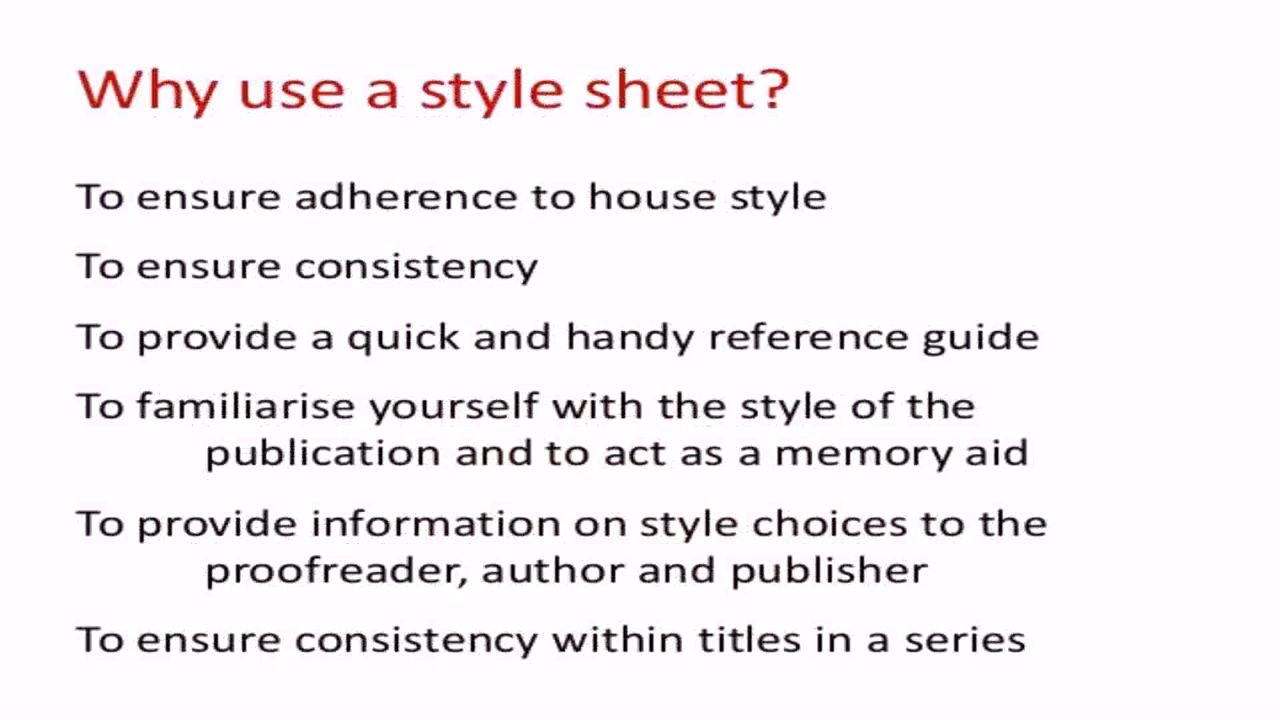 Why use a style sheet?
To ensure adherence to house style
To ensure consistency
To provide a quick and handy reference guide
To familiarise yourself with the style of the
publication and to act as a memory aid
To provide information on style choices to the
proofreader, author and publisher
To ensure consistency within titles in a series